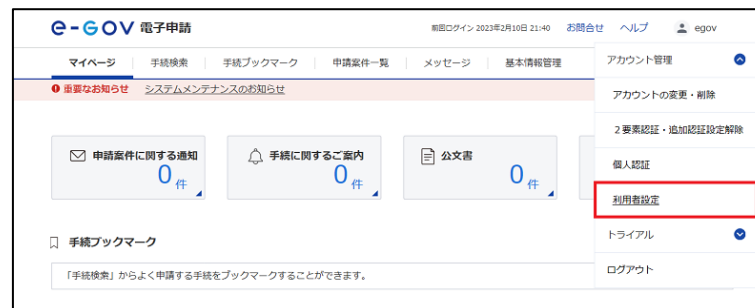 e-GOV 電子申請
前回ログイン 2023年2月10日 21:40 お問合せ ヘルプ egov
マイページ 手続検索 手続ブックマーク 申請案件一覧 メッセージ 基本情報管理
重要なお知らせ システムメンテナンスのお知らせ
申請案件に関する通知
0件
手続に関するご案内
0件
公文書
0件
手続ブックマーク
「手続検索」からよく申請する手続をブックマークすることができます。
アカウント管理
アカウントの変更・削除
2要素認証・追加認証設定解除
個人認証
利用者設定
トライアル
ログアウト